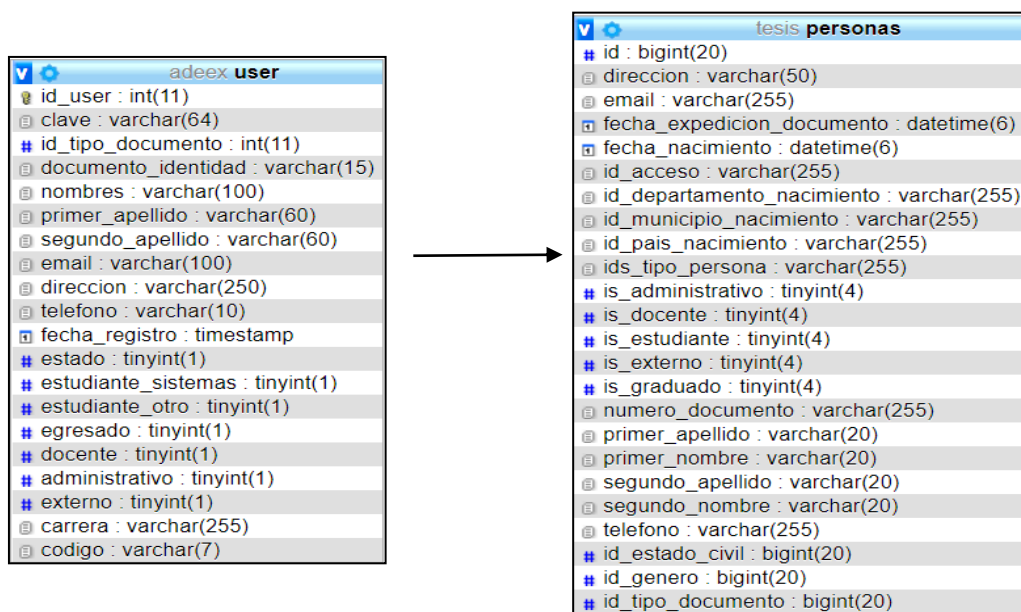 adeex user
id_user : int(11)
clave : varchar(64)
id_tipo_documento : int(11)
documento_identidad : varchar(15)
nombres : varchar(100)
primer_apellido : varchar(60)
segundo_apellido : varchar(60)
email : varchar(100)
direccion : varchar(250)
telefono : varchar(10)
fecha_registro : timestamp
estado : tinyint(1)
estudiante_sistemas : tinyint(1)
estudiante_otro : tinyint(1)
egresado : tinyint(1)
docente : tinyint(1)
administrativo : tinyint(1)
externo : tinyint(1)
carrera : varchar(255)
codigo : varchar(7)
tesis personas
id : bigint(20)
direccion : varchar(50)
email : varchar(255)
fecha_expedicion_documento : datetime(6)
fecha_nacimiento : datetime(6)
id_acceso : varchar(255)
id_departamento_nacimiento : varchar(255)
id_municipio_nacimiento : varchar(255)
id_pais_nacimiento : varchar(255)
ids_tipo_persona : varchar(255)
is_administrativo : tinyint(4)
is_docente : tinyint(4)
is_estudiante : tinyint(4)
is_externo : tinyint(4)
is_graduado : tinyint(4)
numero_documento : varchar(255)
primer_apellido : varchar(20)
primer_nombre : varchar(20)
segundo_apellido : varchar(20)
segundo_nombre : varchar(20)
telefono : varchar(255)
id_estado_civil : bigint(20)
id_genero : bigint(20)
id_tipo_documento : bigint(20)